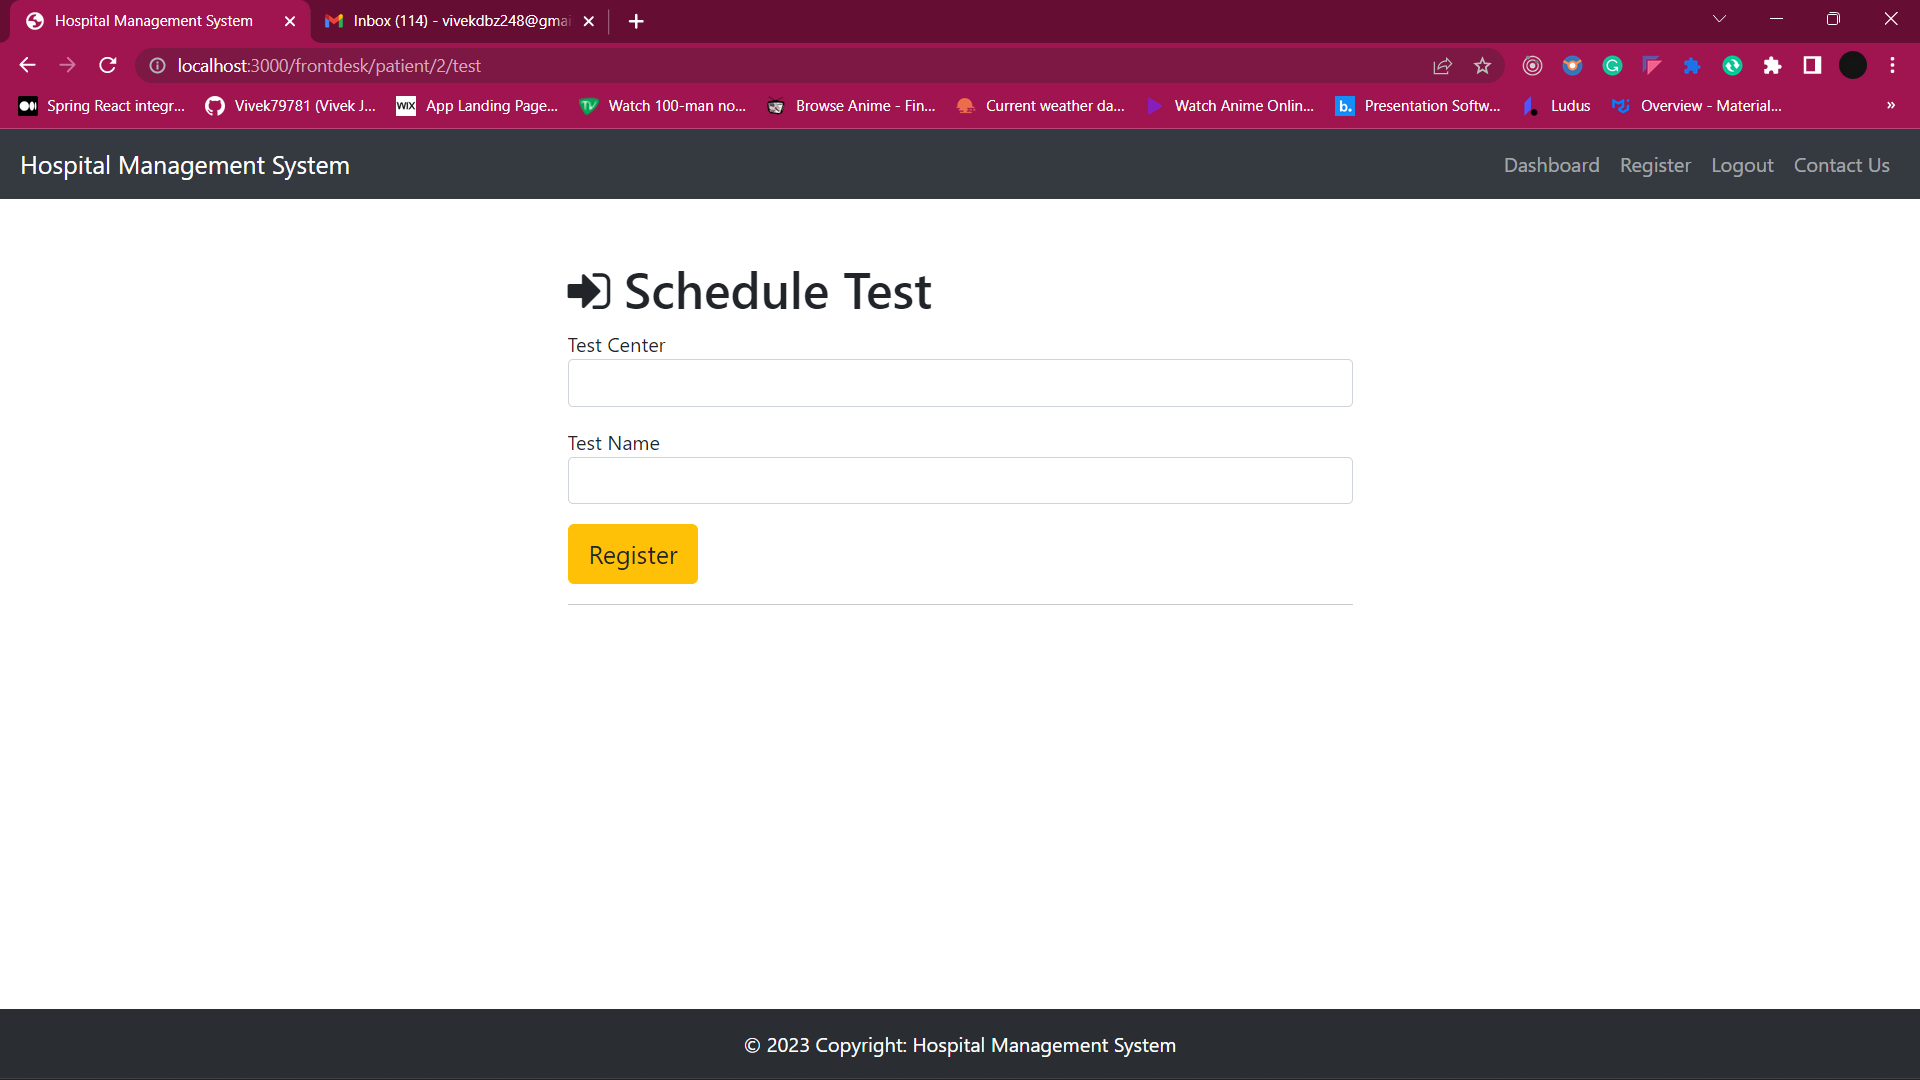 Hospital Management System
Inbox (114) - vivekdbz248@gmai
localhost:3000/frontdesk/patient/2/test
Spring React integr...
Vivek79781 (Vivek J...
WIX
App Landing Page...
TV
Watch 100-man no...
Browse Anime - Fin...
Current weather da...
Watch Anime Onlin...
b.
Presentation Softw...
Ludus
Overview - Material...
»
Hospital Management System
Dashboard
Register
Logout
Contact Us
Schedule Test
Test Center
Test Name
Register
© 2023 Copyright: Hospital Management System